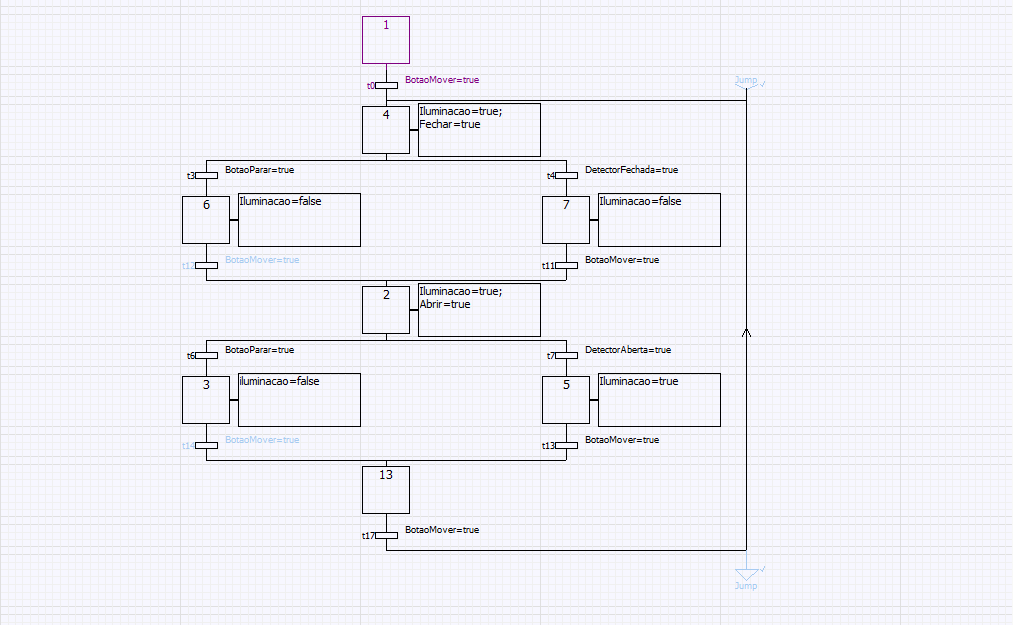 1
t0 BotaoMover=true
Jump
4
Iluminacao=true;
Fechar=true
t3 BotaoParar=true
t4 DetectorFechada=true
6
Iluminacao=false
7
Iluminacao=false
t12 BotaoMover=true
t11 BotaoMover=true
2
Iluminacao=true;
Abrir=true
t6 BotaoParar=true
t7 DetectorAberta=true
3
iluminacao=false
5
Iluminacao=true
t14 BotaoMover=true
t13 BotaoMover=true
13
t17 BotaoMover=true
Jump